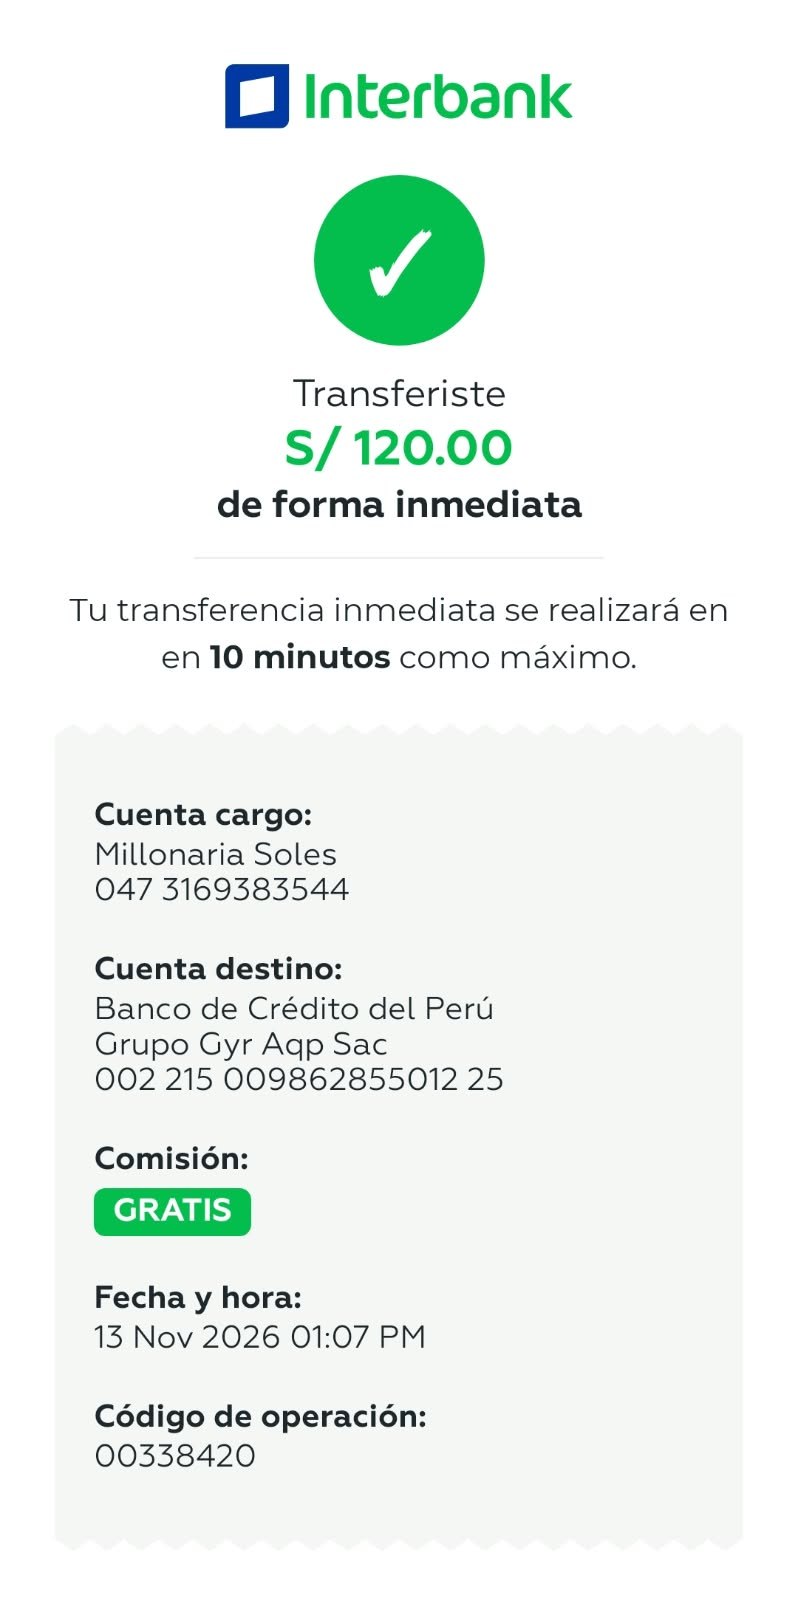 Interbank
Transferiste
S/ 120.00
de forma inmediata
Tu transferencia inmediata se realizará en
en 10 minutos como máximo.
Cuenta cargo:
Millonaria Soles
047 3169383544
Cuenta destino:
Banco de Crédito del Perú
Grupo Gyr Aqp Sac
002 215 009862855012 25
Comisión:
GRATIS
Fecha y hora:
13 Nov 2026 01:07 PM
Código de operación:
00338420